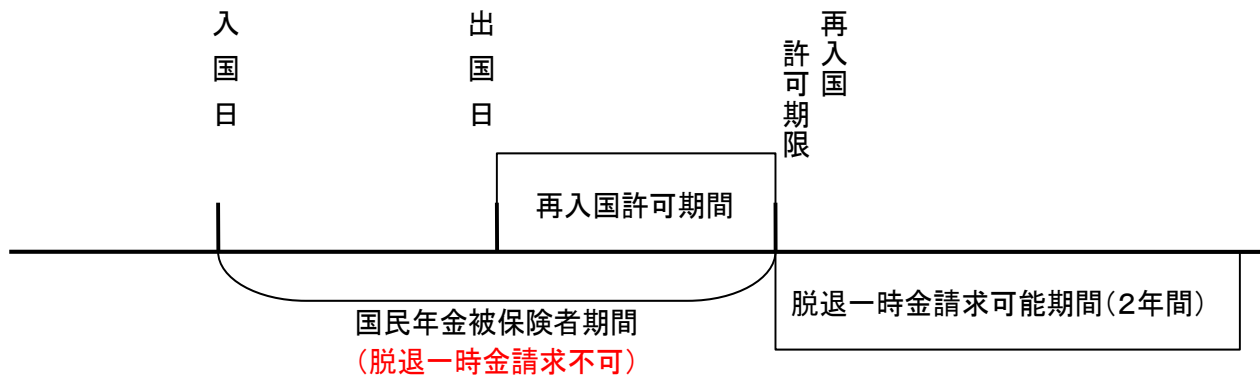 入国日
出国日
再入国
許可期限
再入国許可期間
脱退一時金請求可能期間(2年間)
国民年金被保険者期間
(脱退一時金請求不可)